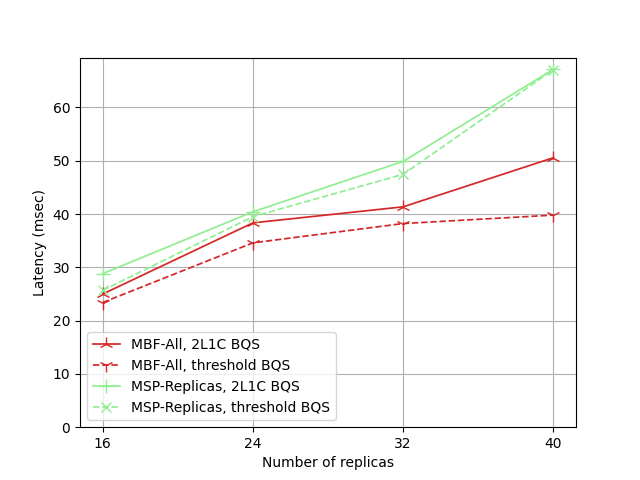 60
50
40
30
20
10
0
Latency (msec)
MBF-All, 2L1C BQS
MBF-All, threshold BQS
MSP-Replicas, 2L1C BQS
MSP-Replicas, threshold BQS
16 24 32 40
Number of replicas